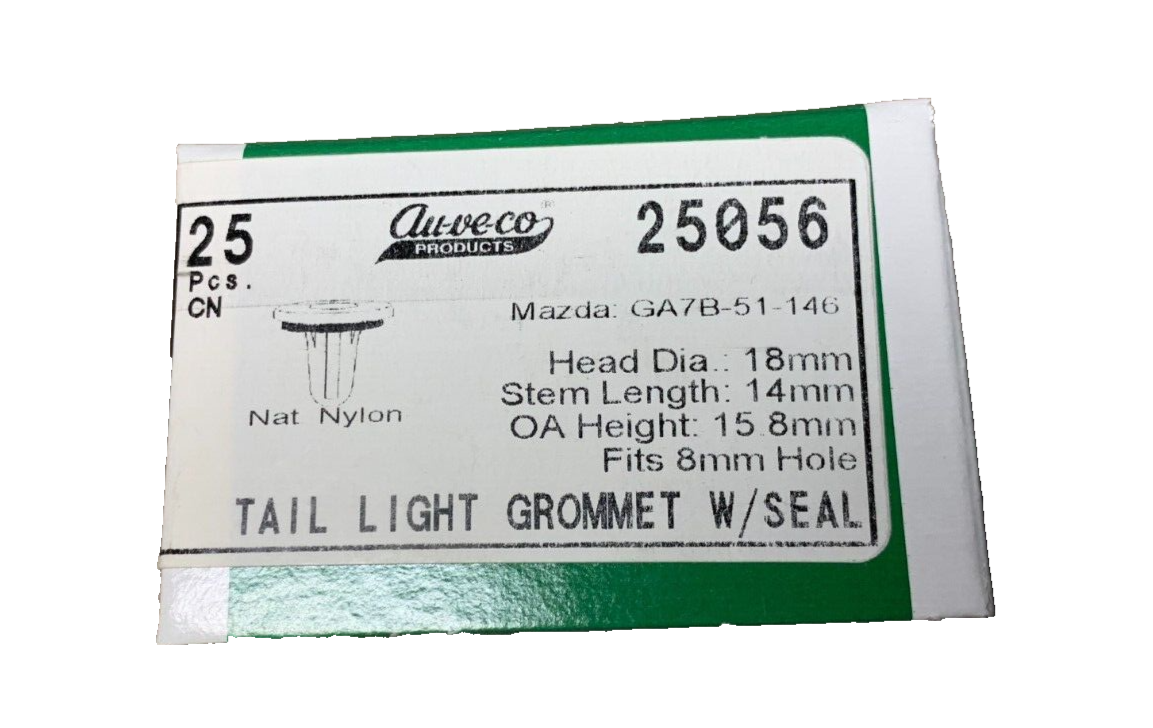 25
Pcs.
CN
Au-ve-co®
PRODUCTS
25056
Mazda: GA7B-51-146
Head Dia.: 18mm
Stem Length: 14mm
OA Height: 15.8mm
Fits 8mm Hole
Nat Nylon
TAIL LIGHT GROMMET W/SEAL